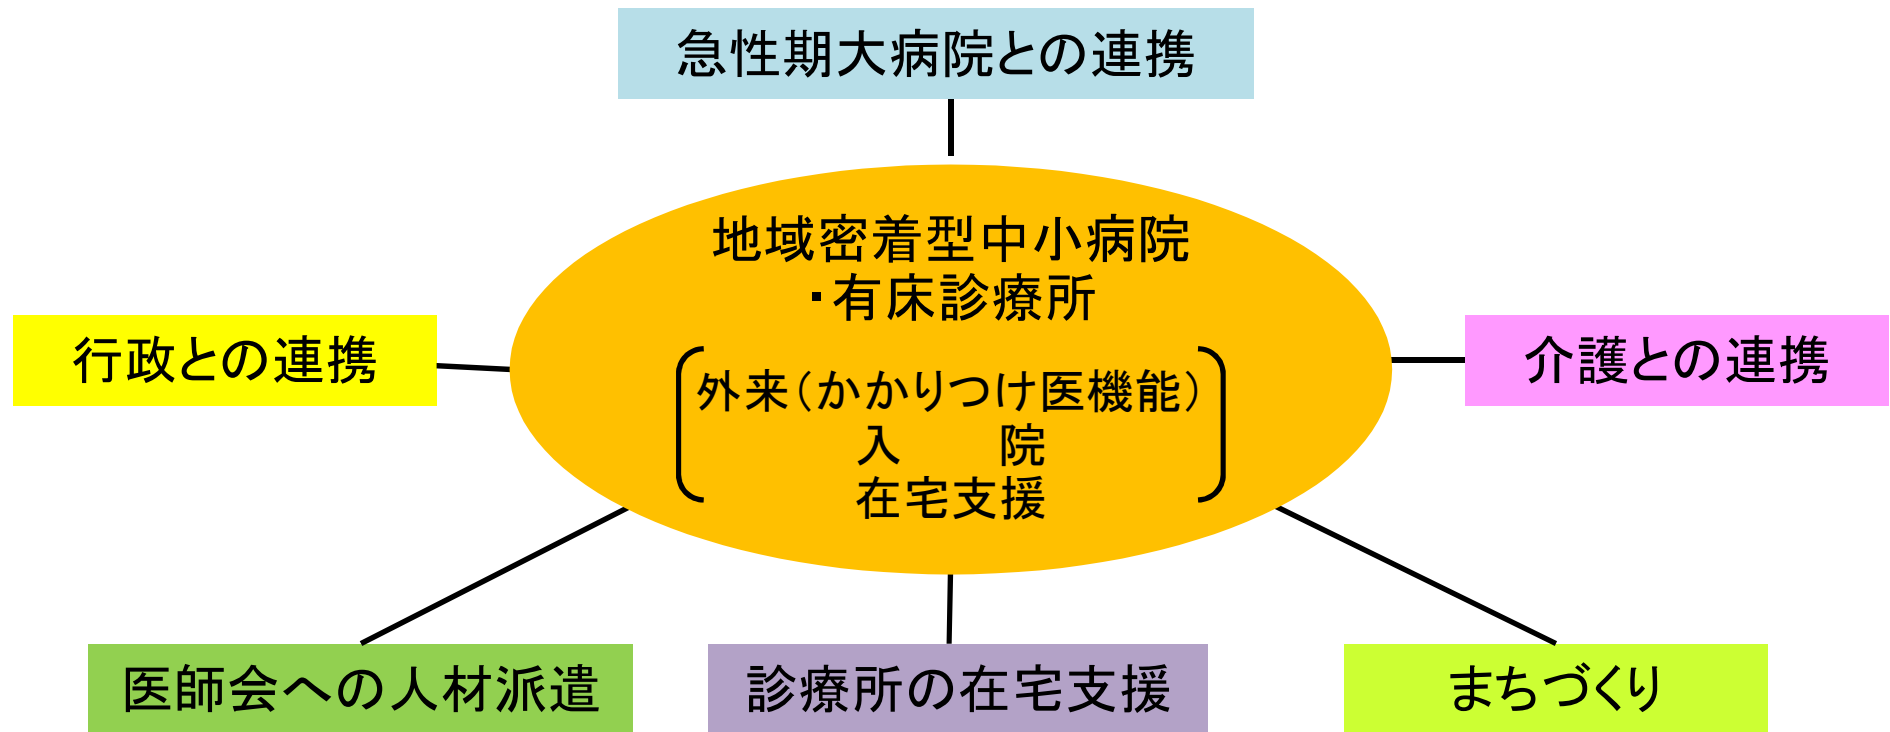 急性期大病院との連携
地域密着型中小病院
・有床診療所
行政との連携
介護との連携
外来（かかりつけ医機能）
入　　院
在宅支援
医師会への人材派遣
診療所の在宅支援
まちづくり